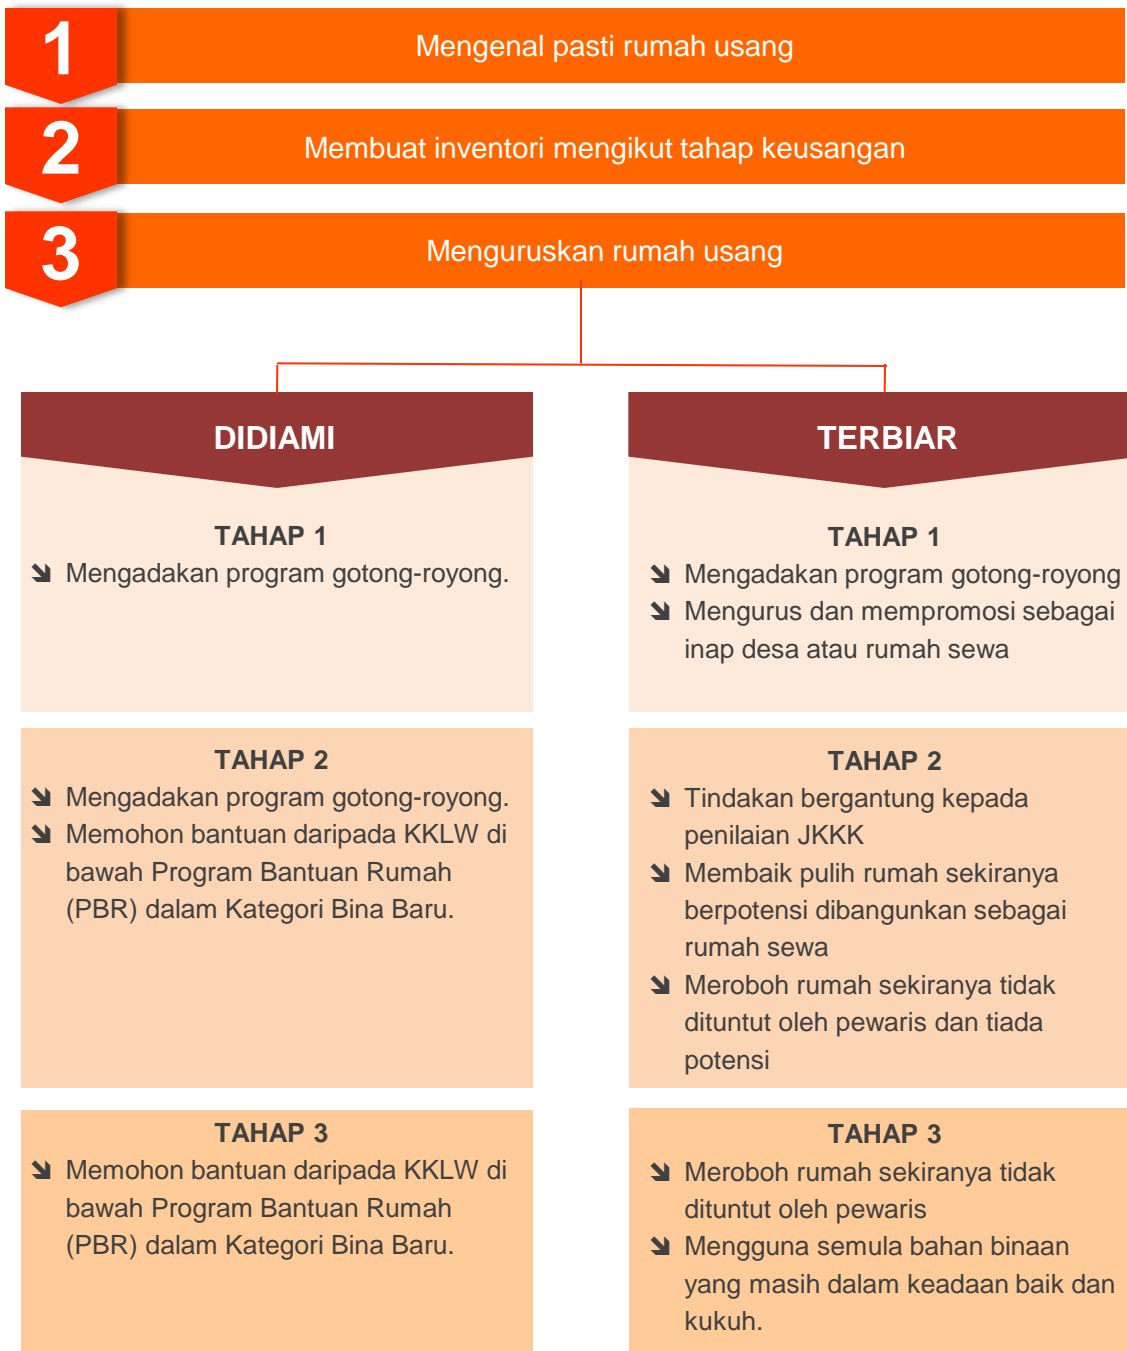 1
Mengenal pasti rumah usang
2
Membuat inventori mengikut tahap keusangan
3
Menguruskan rumah usang
DIDIAMI
TAHAP 1
Mengadakan program gotong-royong.
TAHAP 2
Mengadakan program gotong-royong.
Memohon bantuan daripada KKLW di
bawah Program Bantuan Rumah
(PBR) dalam Kategori Bina Baru.
TAHAP 3
Memohon bantuan daripada KKLW di
bawah Program Bantuan Rumah
(PBR) dalam Kategori Bina Baru.
TERBIAR
TAHAP 1
Mengadakan program gotong-royong
Mengurus dan mempromosi sebagai
inap desa atau rumah sewa
TAHAP 2
Tindakan bergantung kepada
penilaian JKKK
Membaik pulih rumah sekiranya
berpotensi dibangunkan sebagai
rumah sewa
Meroboh rumah sekiranya tidak
dituntut oleh pewaris dan tiada
potensi
TAHAP 3
Meroboh rumah sekiranya tidak
dituntut oleh pewaris
Mengguna semula bahan binaan
yang masih dalam keadaan baik dan
kukuh.